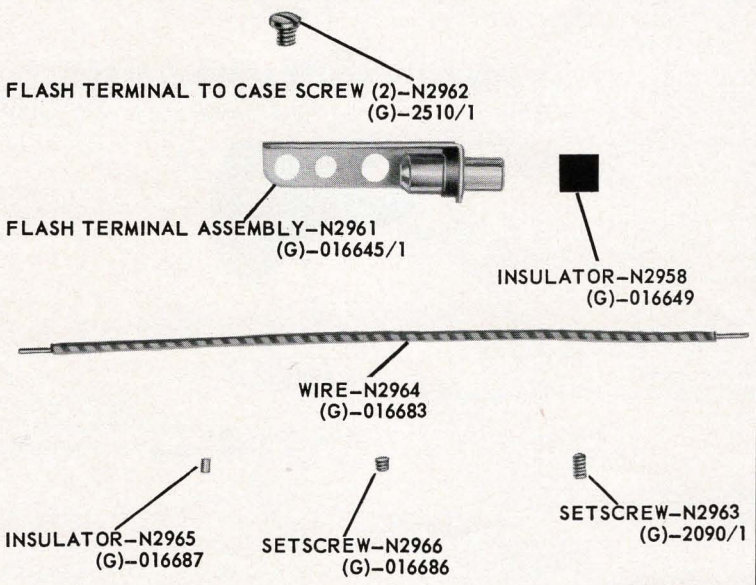 FLASH TERMINAL TO CASE SCREW (2)–N2962
(G)–2510/1
FLASH TERMINAL ASSEMBLY–N2961
(G)–016645/1
INSULATOR–N2958
(G)–016649
WIRE–N2964
(G)–016683
INSULATOR–N2965
(G)–016687
SETSCREW–N2966
(G)–016686
SETSCREW–N2963
(G)–2090/1